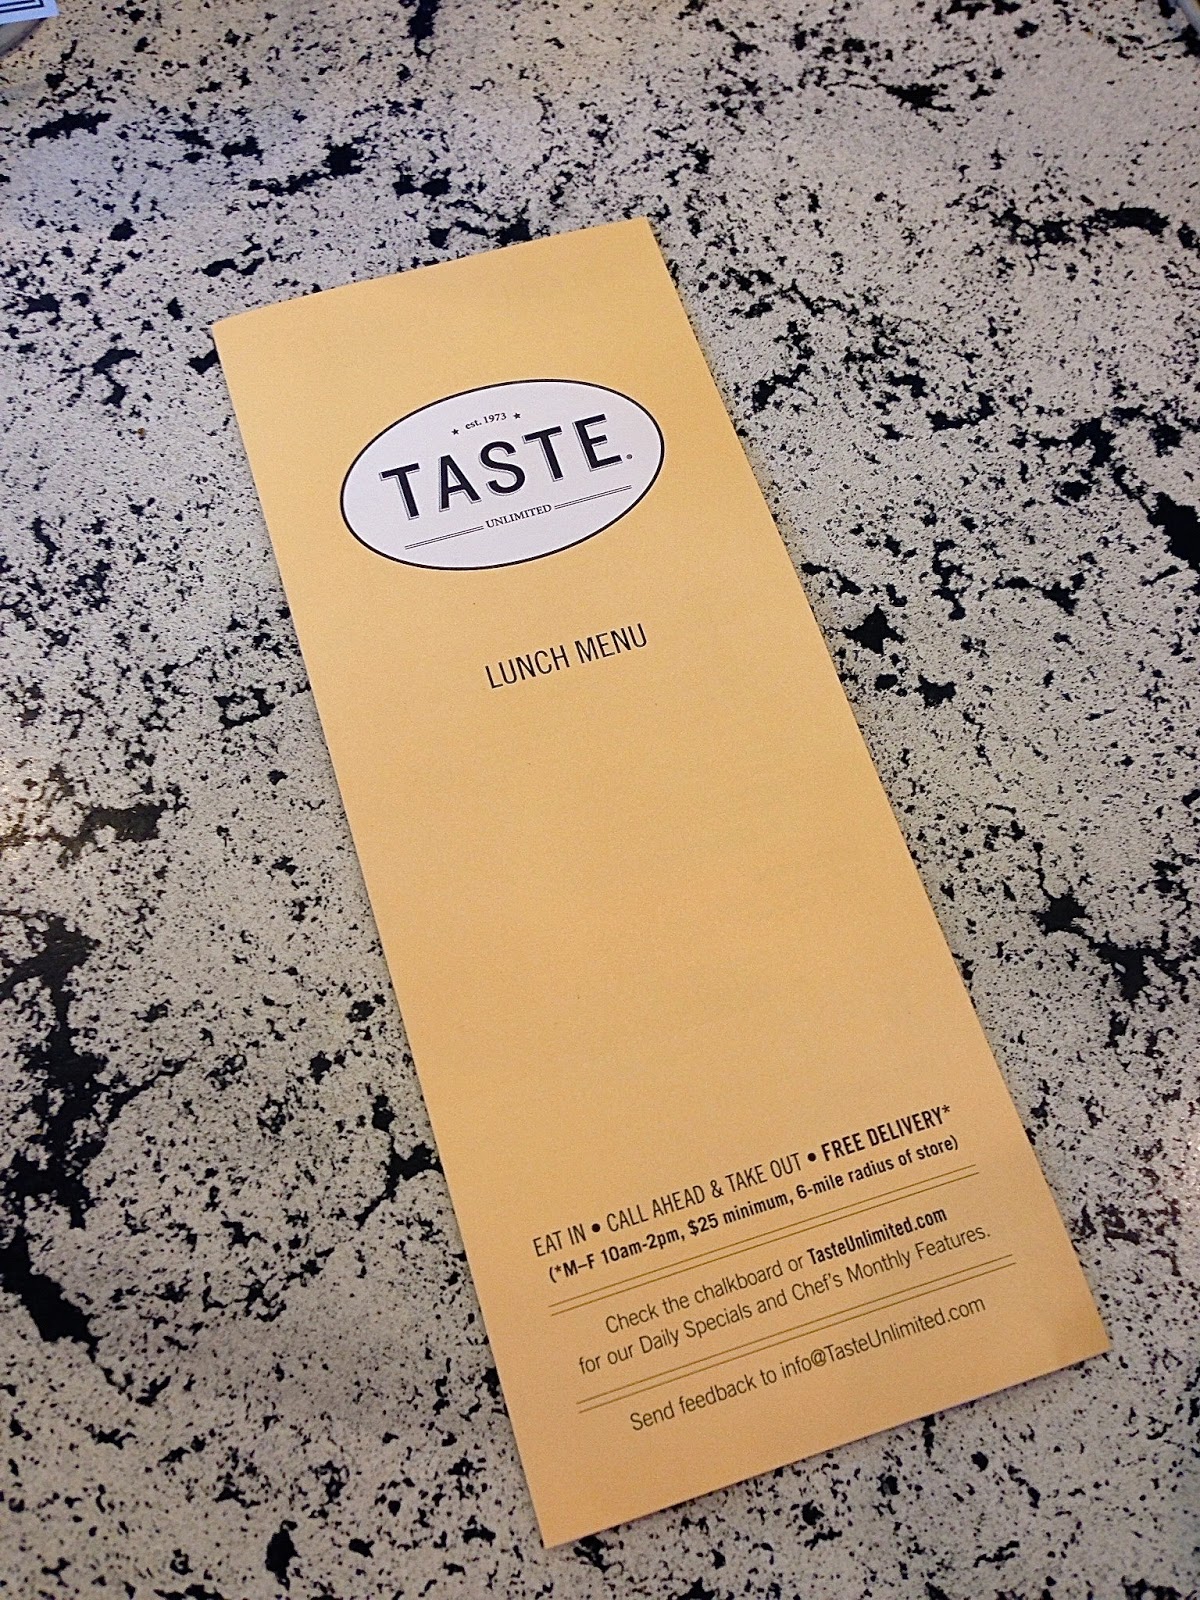 ★ est. 1973 ★
TASTE.
UNLIMITED
LUNCH MENU
EAT IN • CALL AHEAD & TAKE OUT • FREE DELIVERY*
(*M–F 10am-2pm, $25 minimum, 6-mile radius of store)
Check the chalkboard or TasteUnlimited.com
for our Daily Specials and Chef's Monthly Features.
Send feedback to info@TasteUnlimited.com